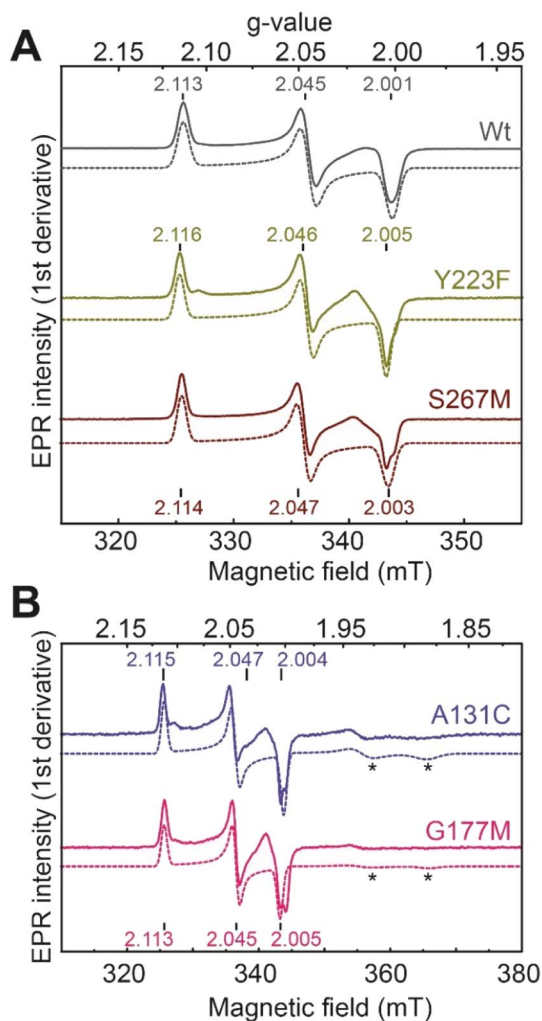 A
g-value
2.15 2.10 2.05 2.00 1.95
2.113 2.045 2.001
Wt
2.116 2.046 2.005
Y223F
S267M
2.114 2.047 2.003
EPR intensity (1st derivative)
320 330 340 350
Magnetic field (mT)
B
2.15 2.05 1.95 1.85
2.115 2.047 2.004
A131C
* *
G177M
* *
2.113 2.045 2.005
EPR intensity (1st derivative)
320 340 360 380
Magnetic field (mT)